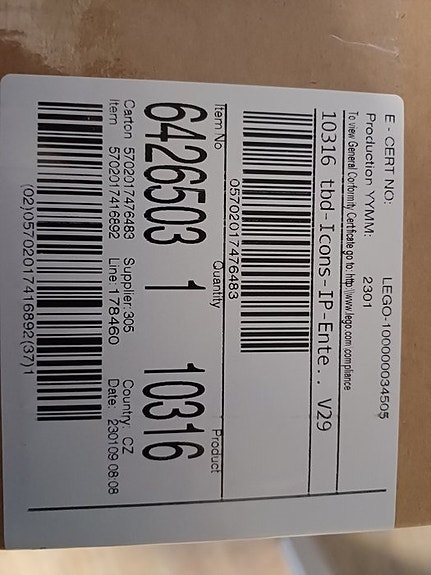 E - CERT NO: LEGO-100000034505
Production YYMM: 2301
To view General Conformity Certificate go to: http://www.lego.com/compliance
10316 tbd-Icons-IP-Ente.. V29
05702017476483
Item No Quantity Product
6426503 1 10316
Carton 5702017476483 Supplier: 305 Country: CZ
Item 5702017416892 Line: 178460 Date: 230109 08:08
(02)05702017416892(37)1